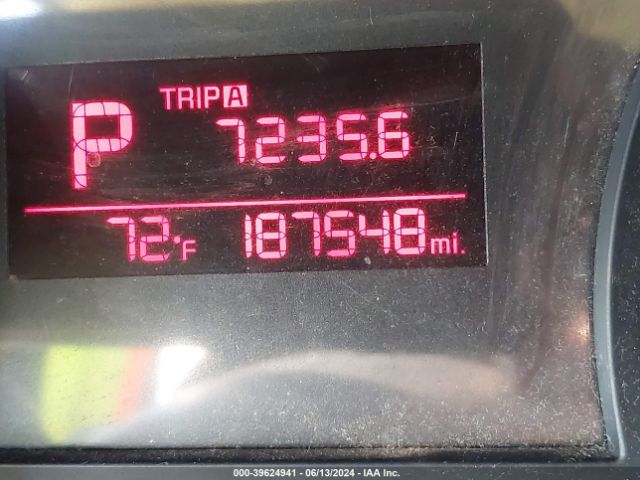 TRIP A
P 7235.6
72°F 187548 mi.
000-39624941 - 06/13/2024 - IAA Inc.